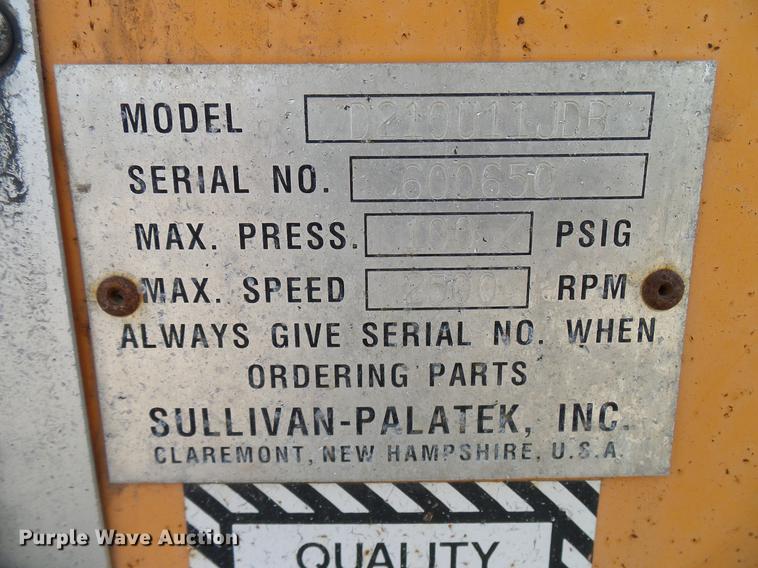 MODEL D210U11JDB
SERIAL NO. 600650
MAX. PRESS. PSIG
MAX. SPEED 2500 RPM
ALWAYS GIVE SERIAL NO. WHEN
ORDERING PARTS
SULLIVAN-PALATEK, INC.
CLAREMONT, NEW HAMPSHIRE, U.S.A.
QUALITY
Purple Wave Auction